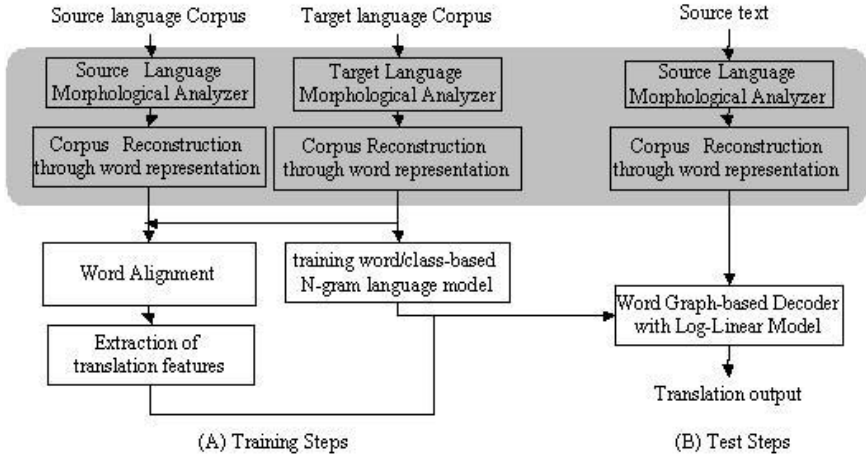 Source language Corpus
Target language Corpus
Source text
Source Language
Morphological Analyzer
Target Language
Morphological Analyzer
Source Language
Morphological Analyzer
Corpus Reconstruction
through word representation
Corpus Reconstruction
through word representation
Corpus Reconstruction
through word representation
Word Alignment
training word/class-based
N-gram language model
Word Graph-based Decoder
with Log-Linear Model
Extraction of
translation features
Translation output
(A) Training Steps
(B) Test Steps